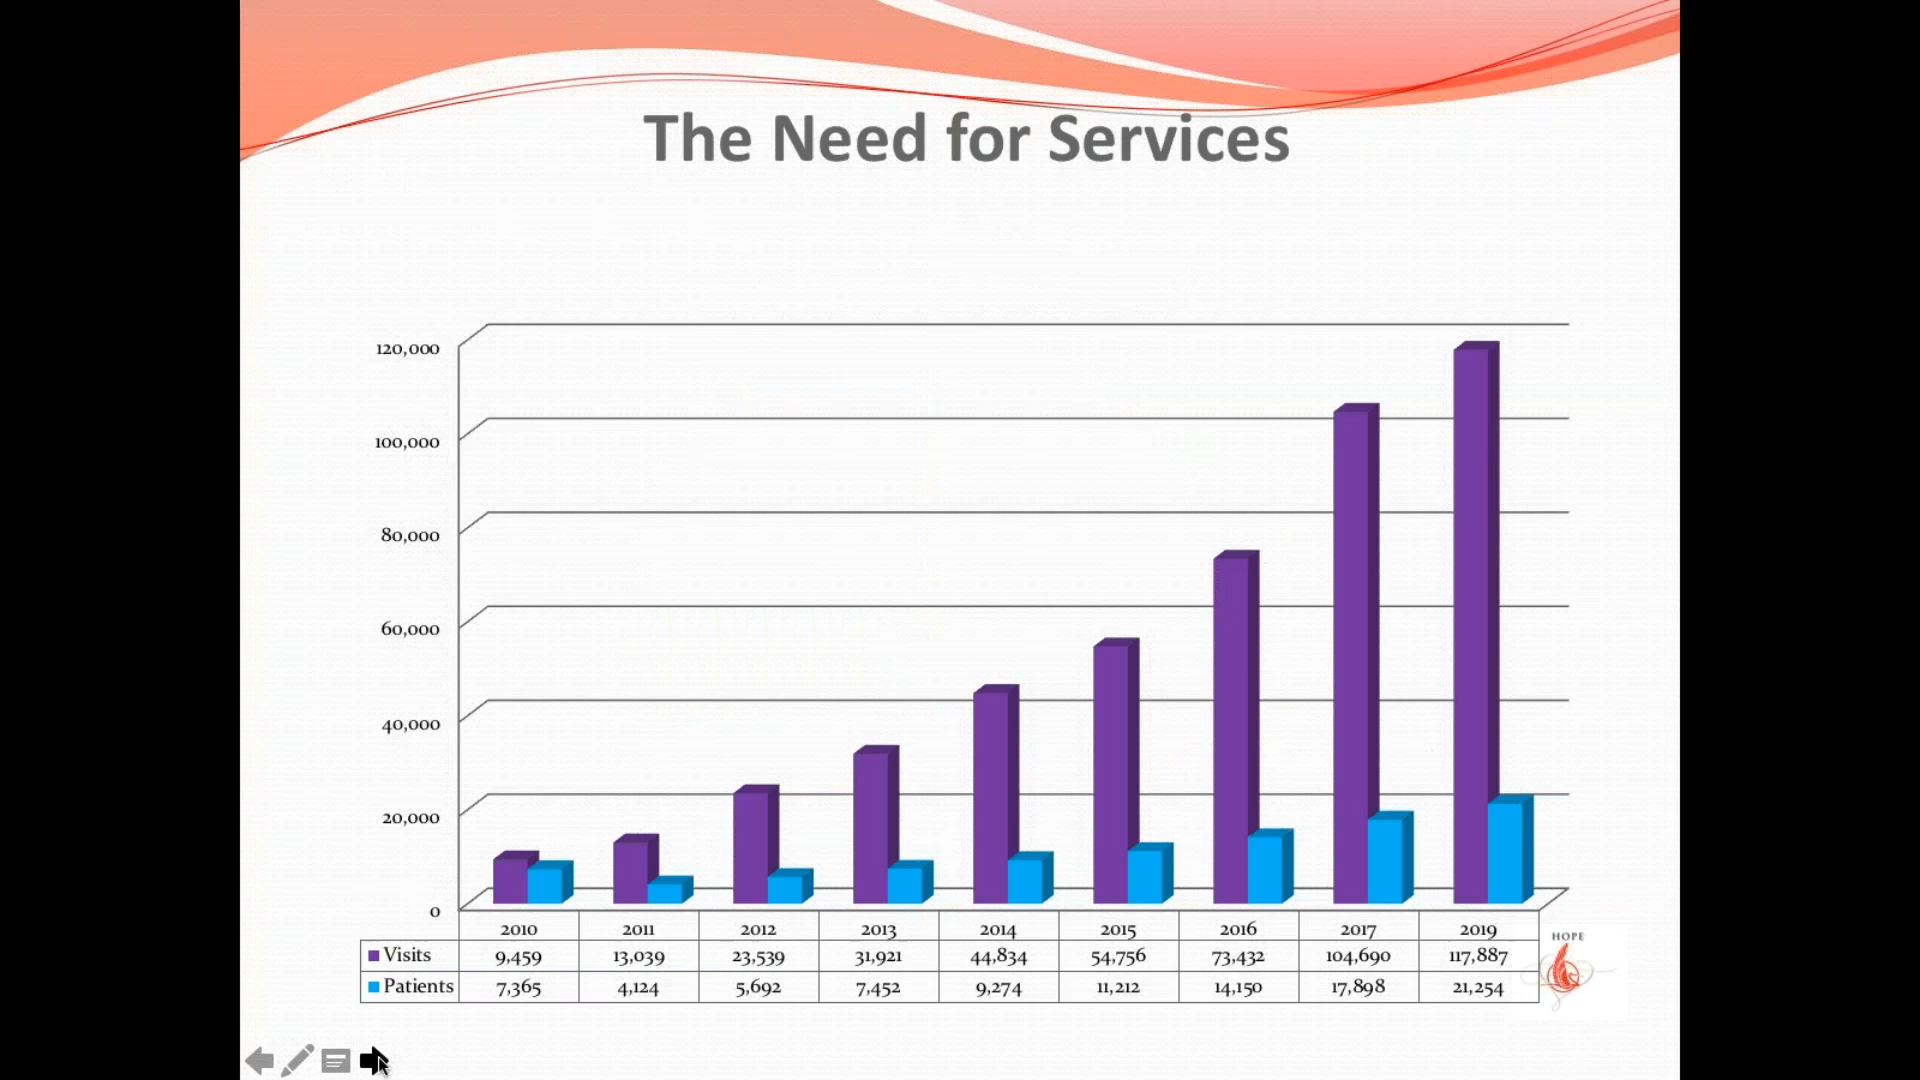 The Need for Services
120,000
100,000
80,000
60,000
40,000
20,000
0
2010 2011 2012 2013 2014 2015 2016 2017 2019
Visits 9,459 13,039 23,539 31,921 44,834 54,756 73,432 104,690 117,887
Patients 7,365 4,124 5,692 7,452 9,274 11,212 14,150 17,898 21,254
HOPE